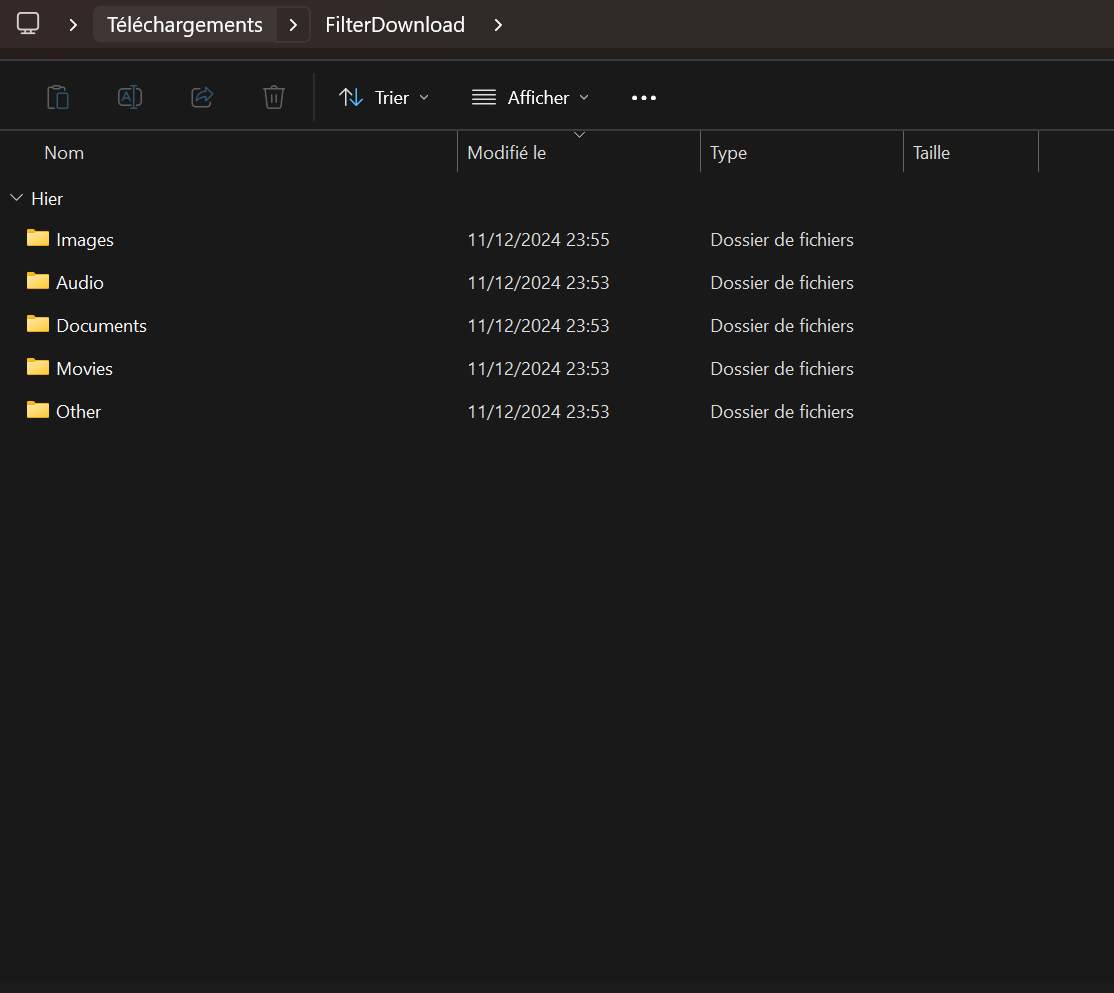 Téléchargements FilterDownload
Trier Afficher
Nom Modifié le Type Taille
Hier
Images 11/12/2024 23:55 Dossier de fichiers
Audio 11/12/2024 23:53 Dossier de fichiers
Documents 11/12/2024 23:53 Dossier de fichiers
Movies 11/12/2024 23:53 Dossier de fichiers
Other 11/12/2024 23:53 Dossier de fichiers